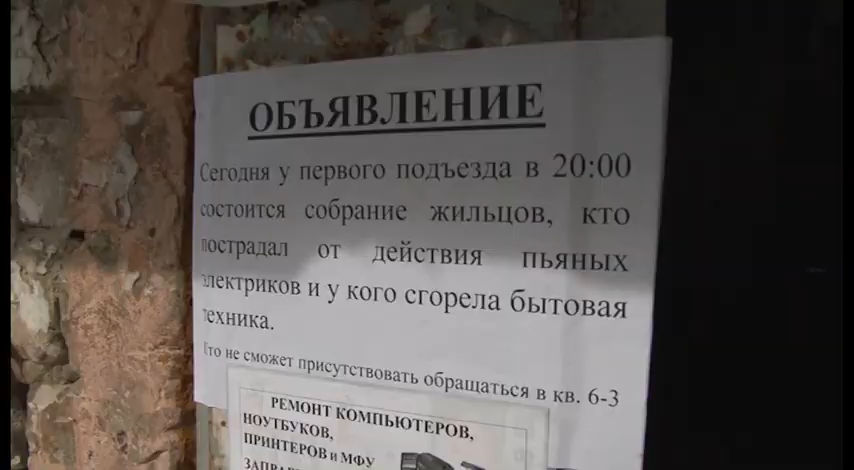 ОБЪЯВЛЕНИЕ
Сегодня у первого подъезда в 20:00
состоится собрание жильцов, кто
пострадал от действия пьяных
электриков и у кого сгорела бытовая
техника.
Кто не сможет присутствовать обращаться в кв. 6-3
РЕМОНТ КОМПЬЮТЕРОВ,
НОУТБУКОВ,
ПРИНТЕРОВ и МФУ